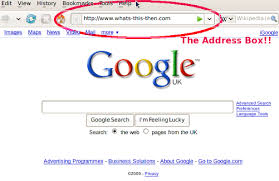 Edit View History Bookmarks Tools Help
http://www.whats-this-then.com
Wikipedia (e
The Address Box!!
Web Images News Maps Mail more ▼
iGoogle
Google
UK
Advanced Search
Preferences
Language Tools
Google Search I'm Feeling Lucky
Search: the web pages from the UK
Advertising Programmes - Business Solutions - About Google - Go to Google.com
©2009 - Privacy